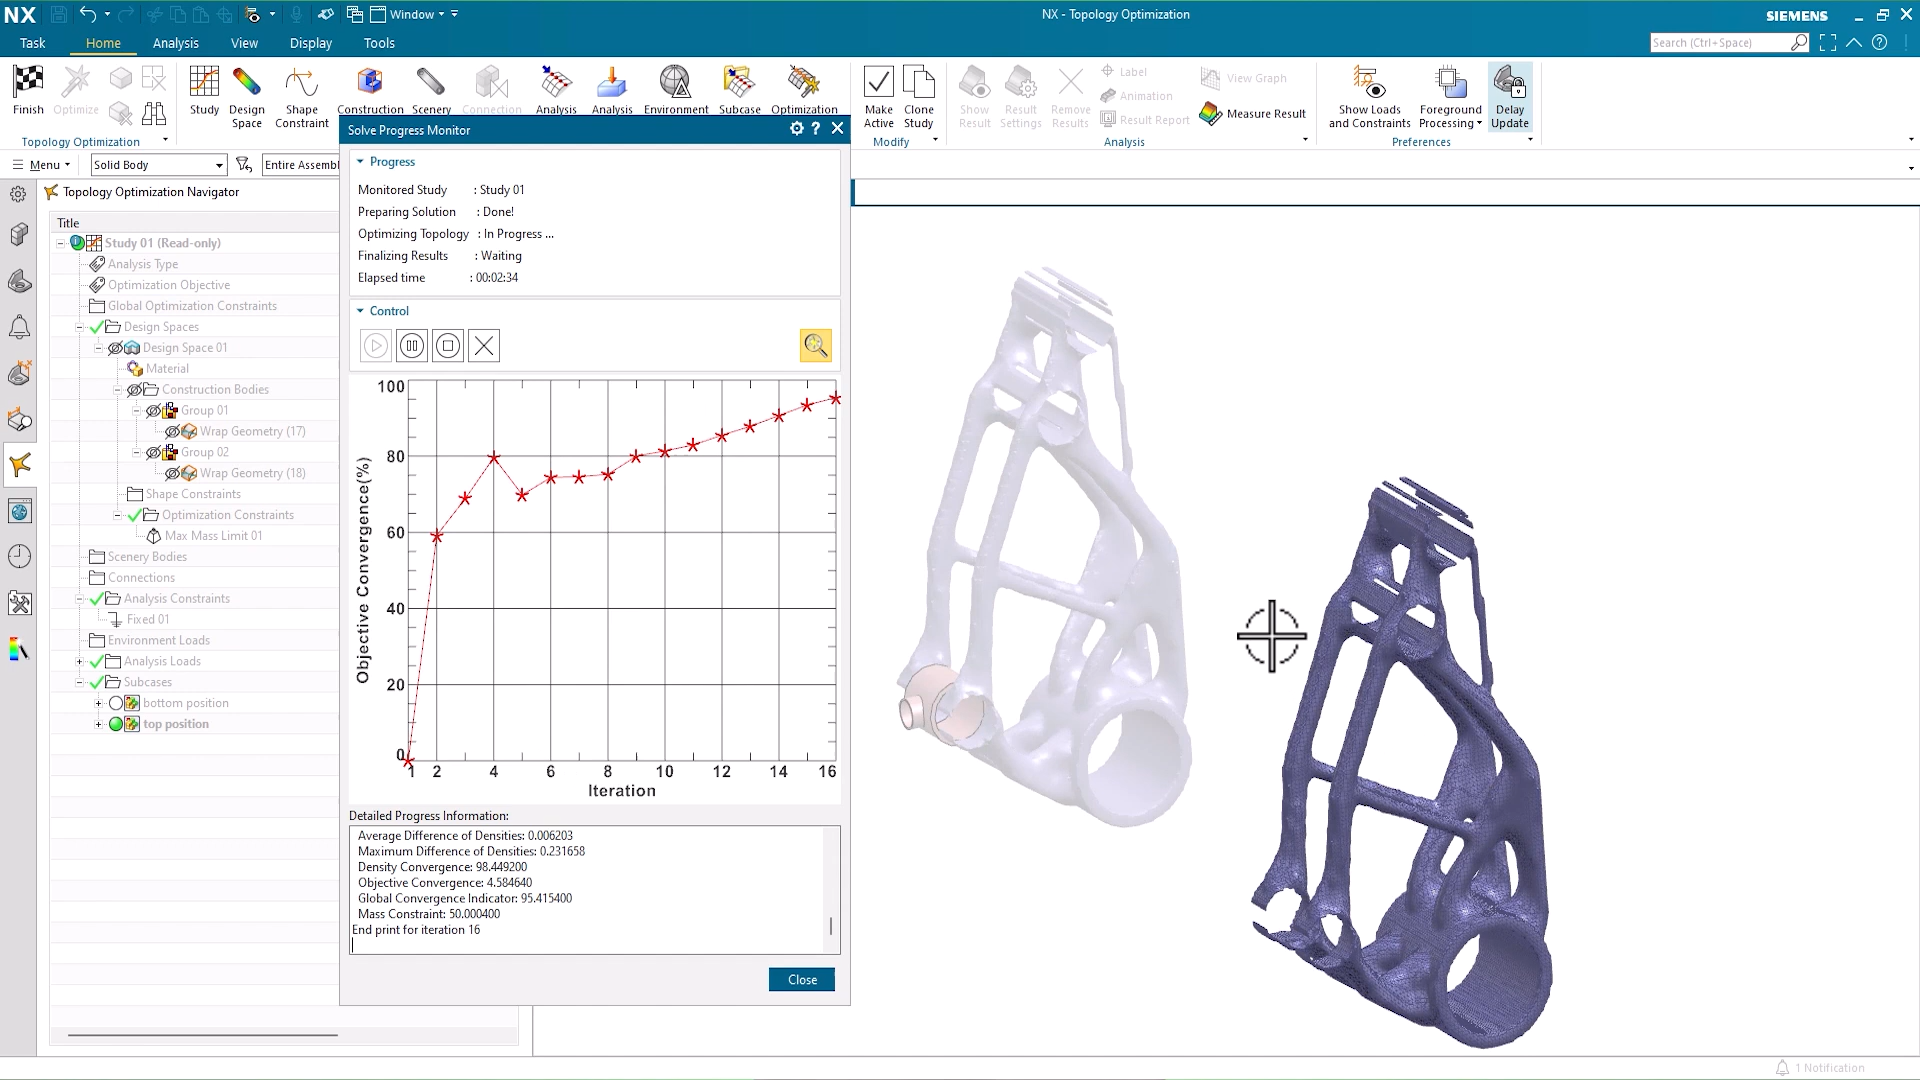 NX
Window
NX - Topology Optimization
SIEMENS
Task
Home
Analysis
View
Display
Tools
Search (Ctrl+Space)
Finish
Optimize
Study
Design Space
Shape Constraint
Construction
Scenery
Connection
Analysis
Analysis
Environment
Subcase
Optimization
Make Active
Clone Study
Show Result
Result Settings
Remove Results
Label
Animation
Result Report
View Graph
Measure Result
Show Loads and Constraints
Foreground Processing
Delay Update
Topology Optimization
Modify
Analysis
Preferences
Menu
Solid Body
Entire Assembl
Topology Optimization Navigator
Title
Study 01 (Read-only)
Analysis Type
Optimization Objective
Global Optimization Constraints
Design Spaces
Design Space 01
Material
Construction Bodies
Group 01
Wrap Geometry (17)
Group 02
Wrap Geometry (18)
Shape Constraints
Optimization Constraints
Max Mass Limit 01
Scenery Bodies
Connections
Analysis Constraints
Fixed 01
Environment Loads
Analysis Loads
Subcases
bottom position
top position
Solve Progress Monitor
Progress
Monitored Study : Study 01
Preparing Solution : Done!
Optimizing Topology : In Progress ...
Finalizing Results : Waiting
Elapsed time : 00:02:34
Control
100
80
60
40
20
0
Objective Convergence(%)
1 2 4 6 8 10 12 14 16
Iteration
Detailed Progress Information:
Average Difference of Densities: 0.006203
Maximum Difference of Densities: 0.231658
Density Convergence: 98.449200
Objective Convergence: 4.584640
Global Convergence Indicator: 95.415400
Mass Constraint: 50.000400
End print for iteration 16
Close
1 Notification